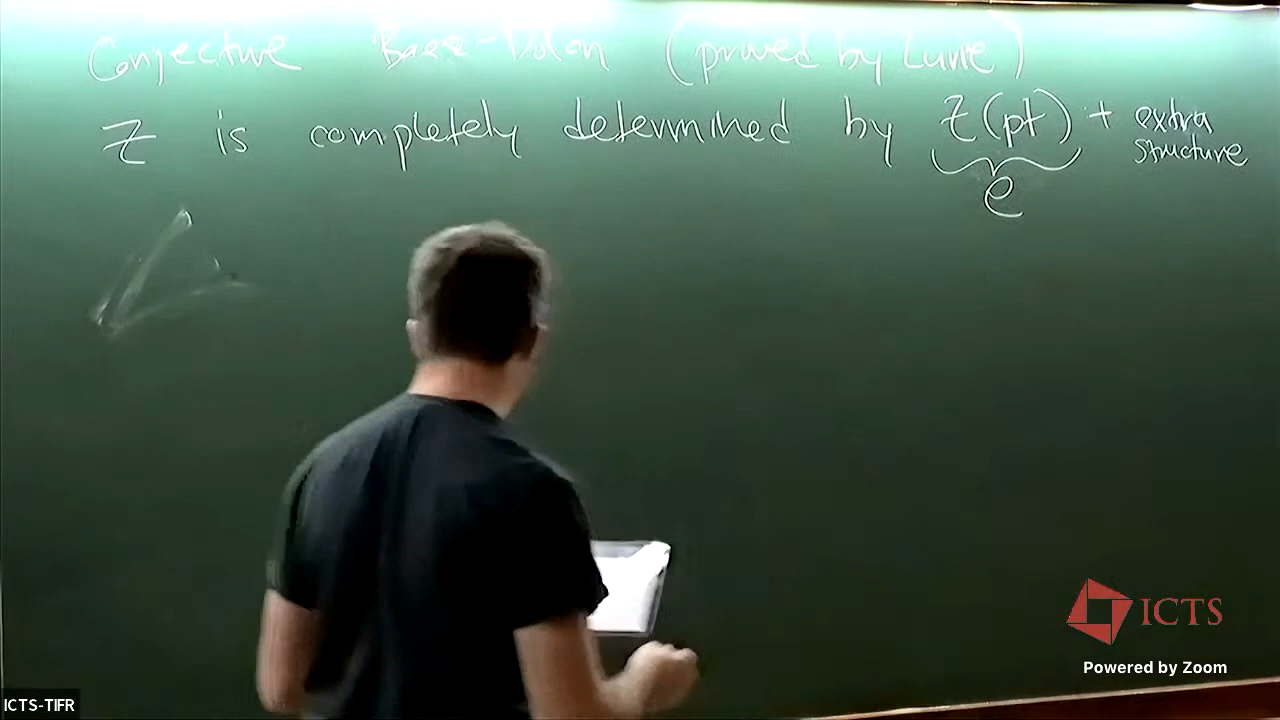 Conjecture Baez-Dolan (proved by Lurie)
Z is completely determined by Z(pt) + extra structure
C
ICTS
Powered by Zoom
ICTS-TIFR